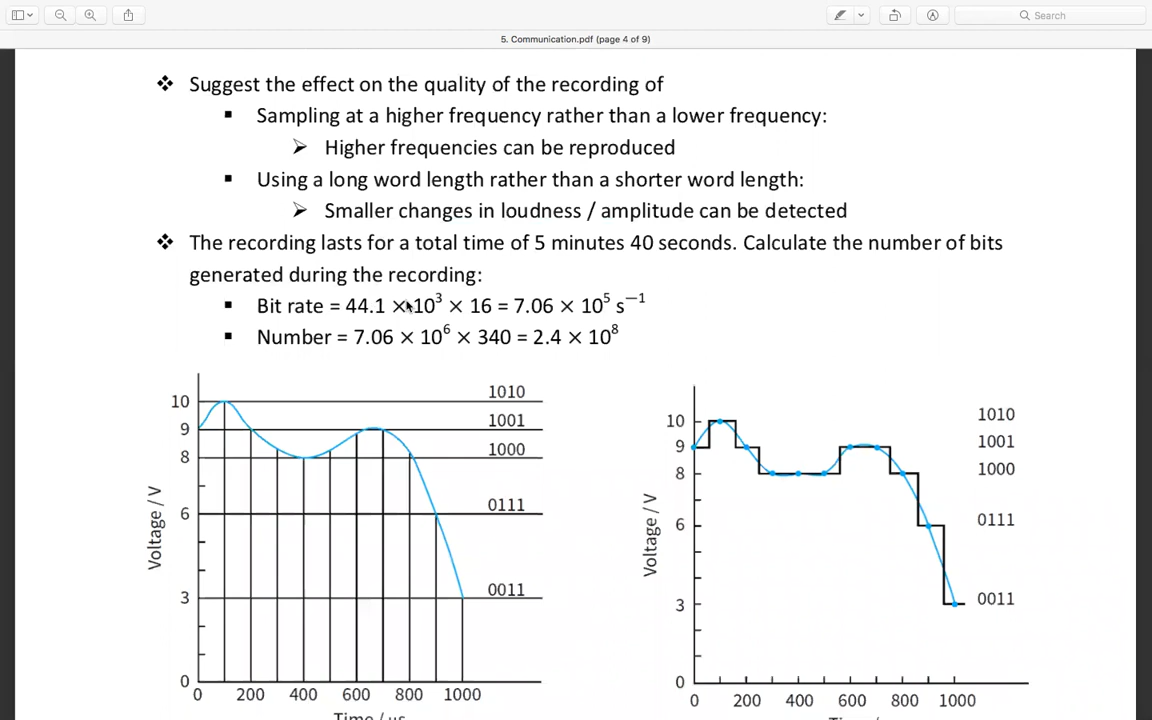 Search
5. Communication.pdf (page 4 of 9)
❖ Suggest the effect on the quality of the recording of
▪ Sampling at a higher frequency rather than a lower frequency:
➢ Higher frequencies can be reproduced
▪ Using a long word length rather than a shorter word length:
➢ Smaller changes in loudness / amplitude can be detected
❖ The recording lasts for a total time of 5 minutes 40 seconds. Calculate the number of bits
generated during the recording:
▪ Bit rate = 44.1 × 10³ × 16 = 7.06 × 10⁵ s⁻¹
▪ Number = 7.06 × 10⁶ × 340 = 2.4 × 10⁸
Voltage / V
10
9
8
6
3
0
1010
1001
1000
0111
0011
0 200 400 600 800 1000
Voltage / V
10
9
8
6
3
0
1010
1001
1000
0111
0011
0 200 400 600 800 1000